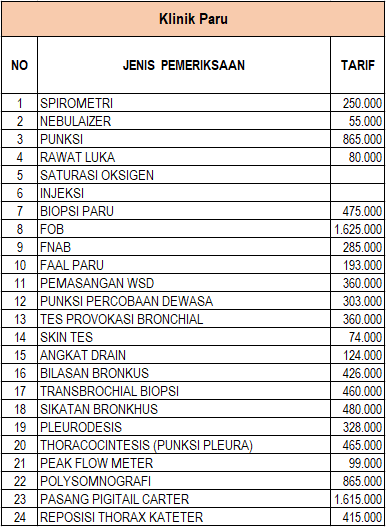 Klinik Paru
NO JENIS PEMERIKSAAN TARIF
1 SPIROMETRI 250.000
2 NEBULAIZER 55.000
3 PUNKSI 865.000
4 RAWAT LUKA 80.000
5 SATURASI OKSIGEN
6 INJEKSI
7 BIOPSI PARU 475.000
8 FOB 1.625.000
9 FNAB 285.000
10 FAAL PARU 193.000
11 PEMASANGAN WSD 360.000
12 PUNKSI PERCOBAAN DEWASA 303.000
13 TES PROVOKASI BRONCHIAL 360.000
14 SKIN TES 74.000
15 ANGKAT DRAIN 124.000
16 BILASAN BRONKUS 426.000
17 TRANSBROCHIAL BIOPSI 460.000
18 SIKATAN BRONKHUS 480.000
19 PLEURODESIS 328.000
20 THORACOCINTESIS (PUNKSI PLEURA) 465.000
21 PEAK FLOW METER 99.000
22 POLYSOMNOGRAFI 865.000
23 PASANG PIGITAIL CARTER 1.615.000
24 REPOSISI THORAX KATETER 415.000